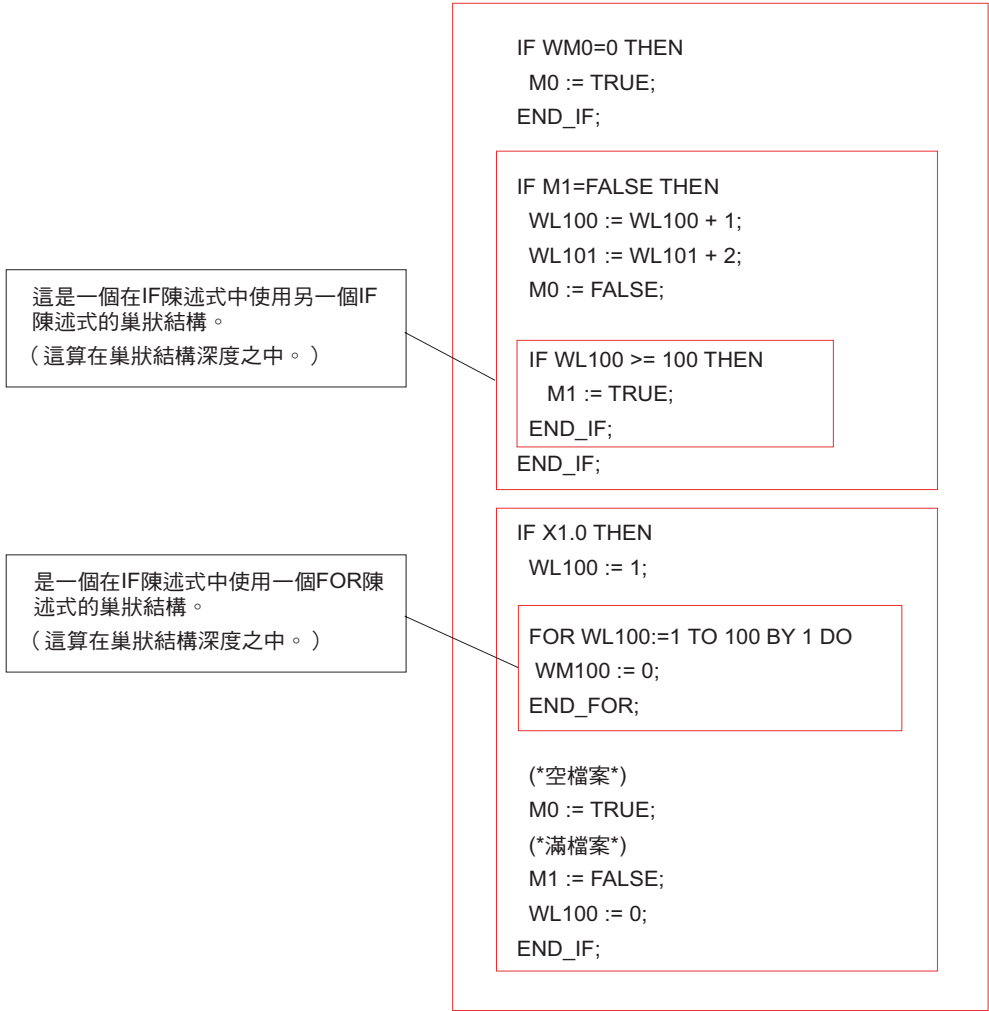 IF WM0=0 THEN
M0 := TRUE;
END_IF;
IF M1=FALSE THEN
WL100 := WL100 + 1;
WL101 := WL101 + 2;
M0 := FALSE;
這是一個在IF陳述式中使用另一個IF
陳述式的巢狀結構。
（這算在巢狀結構深度之中。）
IF WL100 >= 100 THEN
M1 := TRUE;
END_IF;
END_IF;
IF X1.0 THEN
WL100 := 1;
是一個在IF陳述式中使用一個FOR陳
述式的巢狀結構。
（這算在巢狀結構深度之中。）
FOR WL100:=1 TO 100 BY 1 DO
WM100 := 0;
END_FOR;
(*空檔案*)
M0 := TRUE;
(*滿檔案*)
M1 := FALSE;
WL100 := 0;
END_IF;